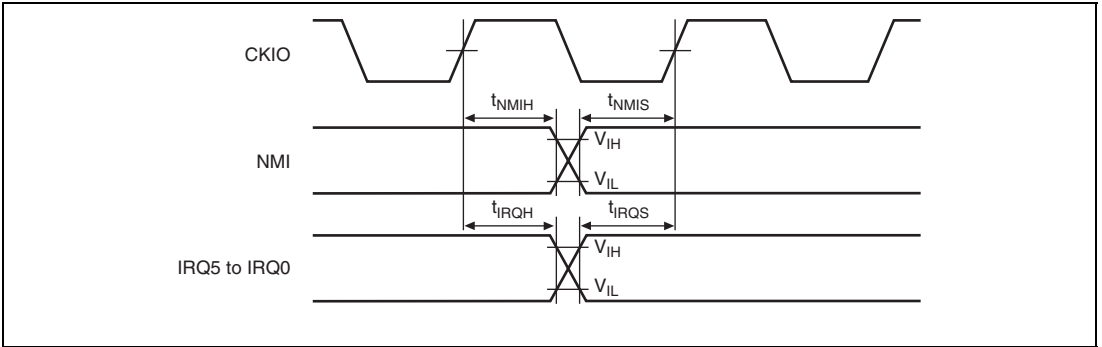 CKIO
tNMIH tNMIS
NMI
VIH
VIL
tIRQH tIRQS
IRQ5 to IRQ0
VIH
VIL